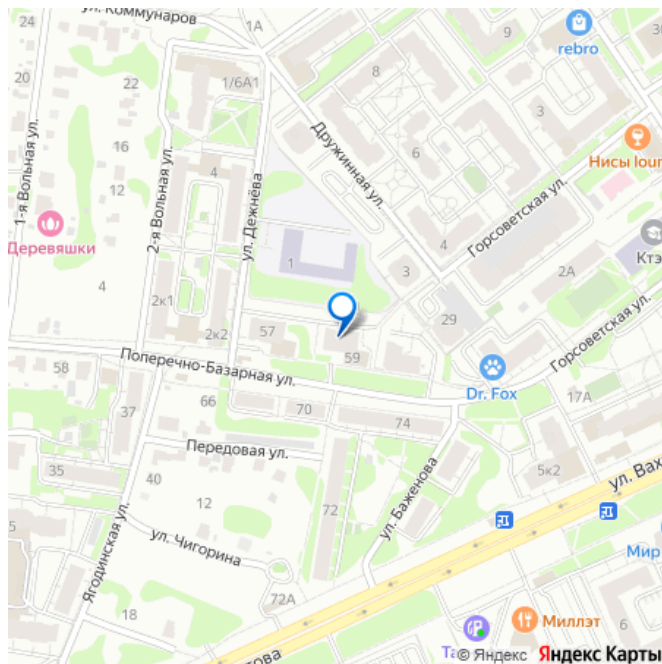 ул. Коммунаров
1А
24
20
22
1/6А1
9
rebro
30
8
3
16
12
4
6
Дружинная ул.
Нисы loun
1-я Вольная ул.
2-я Вольная ул.
ул. Дежнёва
Горсоветская ул.
Деревяшки
Ктэ
4
1
4
3
2А
2к1
2к2
57
59
29
Горсоветская ул.
58
Поперечно-Базарная ул.
Dr. Fox
17А
37
66
70
74
35
40
Передовая ул.
5к2
ул. Вах
12
72
ул. Баженова
5
ул. Чигорина
Ягодинская ул.
Мир
18
72А
Миллэт
това
Та
© Яндекс Яндекс Карты